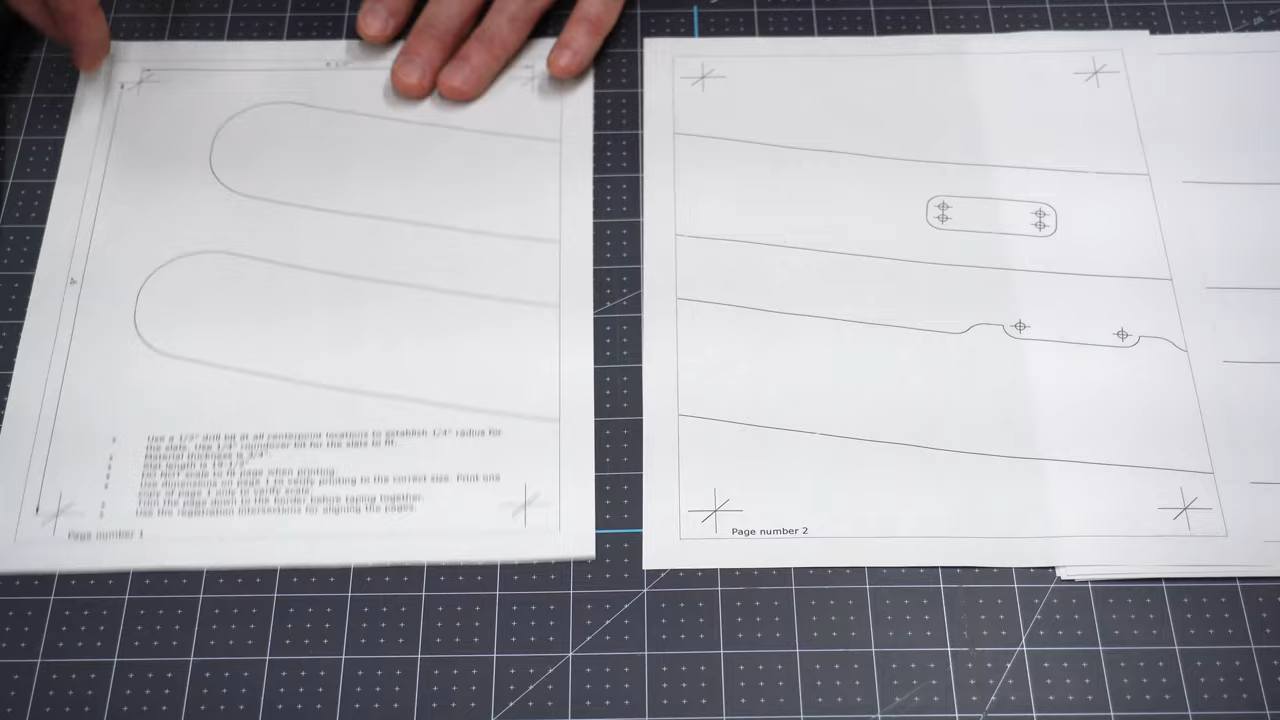 Use a 1/2" drill bit at all centerpoint locations to establish 1/4" radius for
the slats. Use 1/4" roundover bit for the slats to fit.
Material thickness is 3/4"
Slat length is 19-1/2"
Do NOT scale to fit page when printing.
Use dimensions of page 1 to verify printing to the correct size. Print one
copy of page 1 only to verify scale.
Trim the page down to the border before taping together.
Use the registration intersections for aligning the pages.
Page number 1
Page number 2